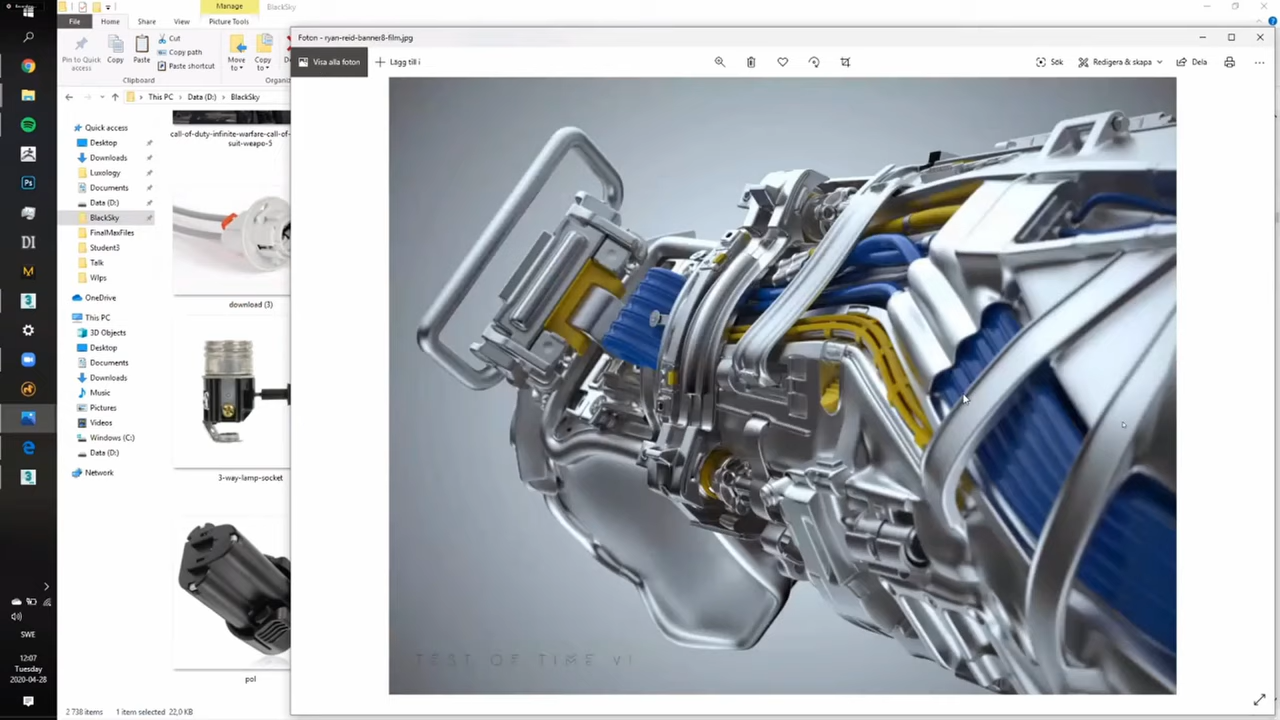 Manage
BlackSky
File
Home
Share
View
Picture Tools
Pin to Quick access
Copy
Paste
Cut
Copy path
Paste shortcut
Clipboard
Move to
Copy to
Organi
This PC
Data (D:)
BlackSky
Quick access
Desktop
Downloads
Luxology
Documents
Data (D:)
BlackSky
FinalMaxFiles
Student3
Talk
WIps
OneDrive
This PC
3D Objects
Desktop
Documents
Downloads
Music
Pictures
Videos
Windows (C:)
Data (D:)
Network
call-of-duty-infinite-warfare-call-of-
suit-weapo-5
download (3)
3-way-lamp-socket
pol
2 738 items
1 item selected 22,0 KB
Foton - ryan-reid-banner8-film.jpg
Visa alla foton
Lägg till i
Sök
Redigera & skapa
Dela
TEST OF TIME VI
Ps
DI
M
3
3
SWE
12:07
Tuesday
2020-04-28